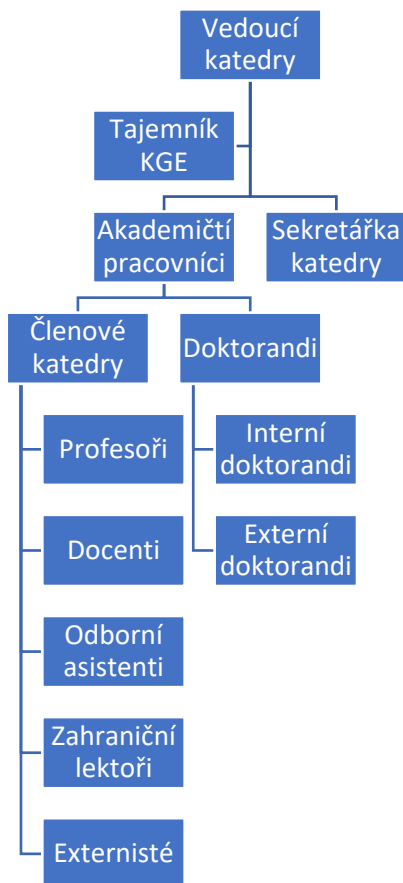 Vedoucí
katedry
Tajemník
KGE
Akademičtí
pracovníci
Sekretářka
katedry
Členové
katedry
Doktorandi
Profesoři
Docenti
Odborní
asistenti
Zahraniční
lektoři
Externisté
Interní
doktorandi
Externí
doktorandi